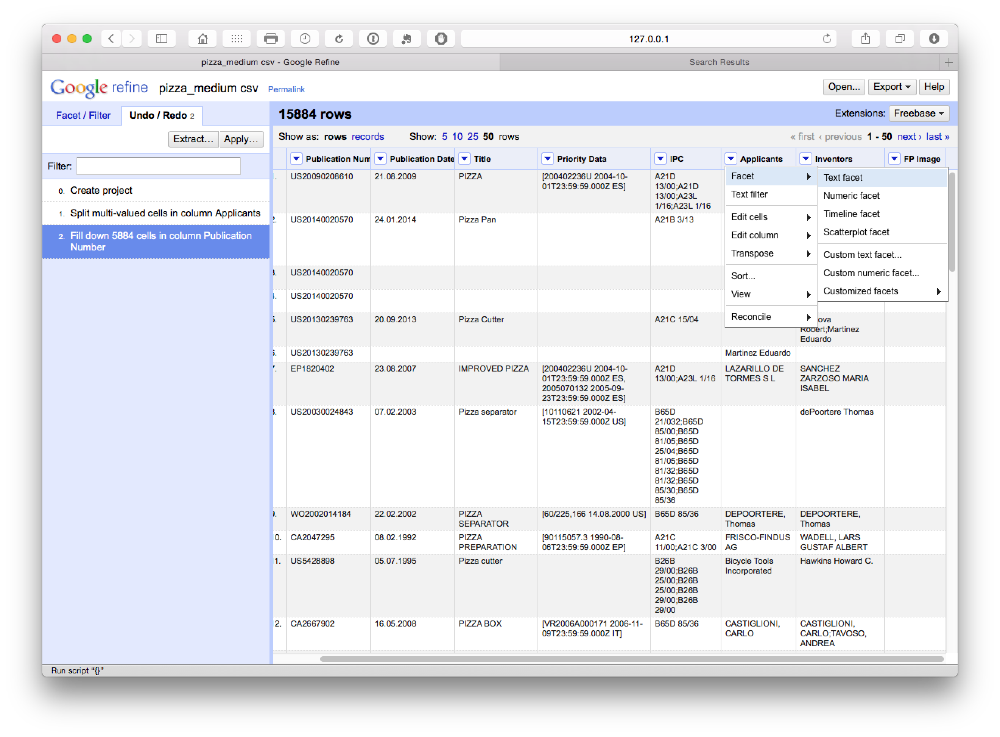 127.0.0.1
pizza_medium csv - Google Refine
Search Results
Google refine pizza_medium csv Permalink
Open... Export Help
Facet / Filter Undo / Redo 2
15884 rows
Extensions: Freebase
Extract... Apply...
Show as: rows records Show: 5 10 25 50 rows
« first ‹ previous 1 - 50 next › last »
Filter:
0. Create project
1. Split multi-valued cells in column Applicants
2. Fill down 5884 cells in column Publication
Number
Publication Num Publication Date Title Priority Data IPC Applicants Inventors FP Image
US20090208610 21.08.2009 PIZZA [200402236U 2004-10-
01T23:59:59.000Z ES]
A21D
13/00;A21D
13/00;A23L
1/16;A23L 1/16
US20140020570 24.01.2014 Pizza Pan A21B 3/13
US20140020570
US20140020570
US20130239763 20.09.2013 Pizza Cutter A21C 15/04
ova
Robert;Martinez
Eduardo
US20130239763 Martinez Eduardo
EP1820402 23.08.2007 IMPROVED PIZZA
[200402236U 2004-10-
01T23:59:59.000Z ES,
2005070132 2005-09-
23T23:59:59.000Z ES]
A21D
13/00;A23L 1/16
LAZARILLO DE
TORMES S L
SANCHEZ
ZARZOSO MARIA
ISABEL
US20030024843 07.02.2003 Pizza separator
[10110621 2002-04-
15T23:59:59.000Z US]
B65D
21/032;B65D
85/00;B65D
81/05;B65D
25/04;B65D
81/05;B65D
81/32;B65D
81/32;B65D
85/30;B65D
85/36
dePoortere Thomas
WO2002014184 22.02.2002 PIZZA
SEPARATOR
[60/225,166 14.08.2000 US] B65D 85/36
DEPOORTERE,
Thomas
DEPOORTERE,
Thomas
0. CA2047295 08.02.1992 PIZZA
PREPARATION
[90115057.3 1990-08-
06T23:59:59.000Z EP]
A21C
11/00;A21C 3/00
FRISCO-FINDUS
AG
WADELL, LARS
GUSTAF ALBERT
1. US5428898 05.07.1995 Pizza cutter
B26B
29/00;B26B
25/00;B26B
25/00;B26B
29/00;B26B
29/00
Bicycle Tools
Incorporated
Hawkins Howard C.
2. CA2667902 16.05.2008 PIZZA BOX
[VR2006A000171 2006-11-
09T23:59:59.000Z IT]
B65D 85/36
CASTIGLIONI,
CARLO
CASTIGLIONI,
CARLO;TAVOSO,
ANDREA
Facet
Text filter
Edit cells
Edit column
Transpose
Sort...
View
Reconcile
Text facet
Numeric facet
Timeline facet
Scatterplot facet
Custom text facet...
Custom numeric facet...
Customized facets
Run script “{}”